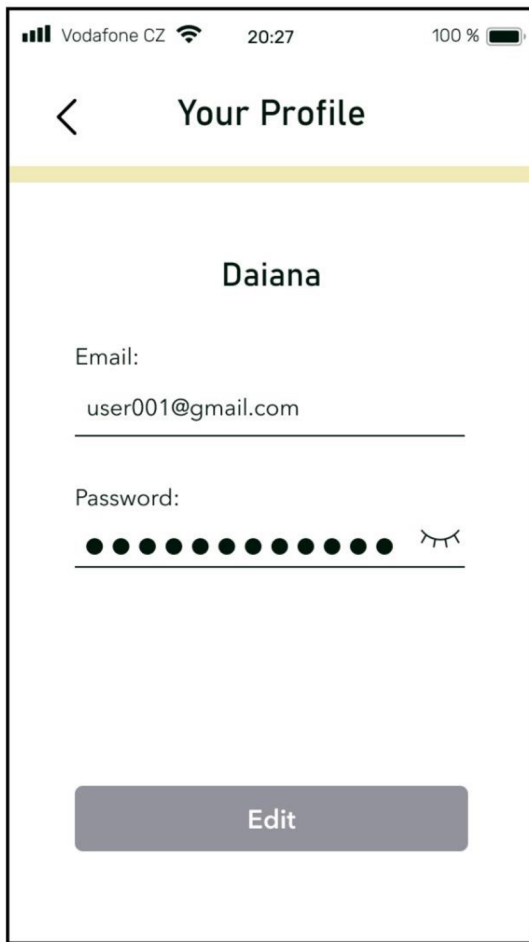 Vodafone CZ 20:27 100 %
Your Profile
Daiana
Email:
user001@gmail.com
Password:
●●●●●●●●●●●●
Edit